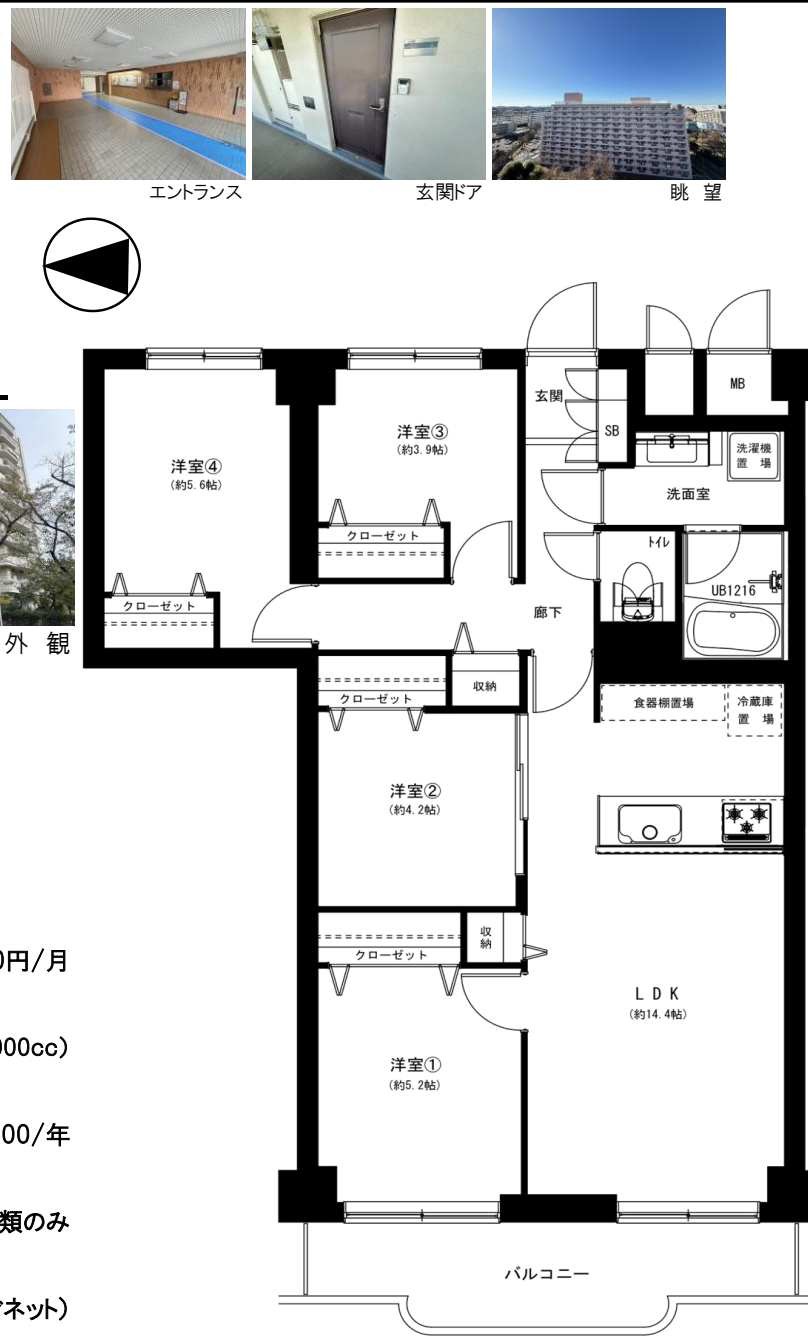 エントランス
玄関ドア
眺 望
外 観
玄関
SB
MB
洋室④
(約5.6帖)
洋室③
(約3.9帖)
洗濯機
置 場
洗面室
クローゼット
クローゼット
トイレ
UB1216
廊下
クローゼット
収納
食器棚置場
冷蔵庫
置 場
洋室②
(約4.2帖)
収納
クローゼット
LDK
(約14.4帖)
洋室①
(約5.2帖)
バルコニー
0円/月
000cc)
00/年
類のみ
ネット)